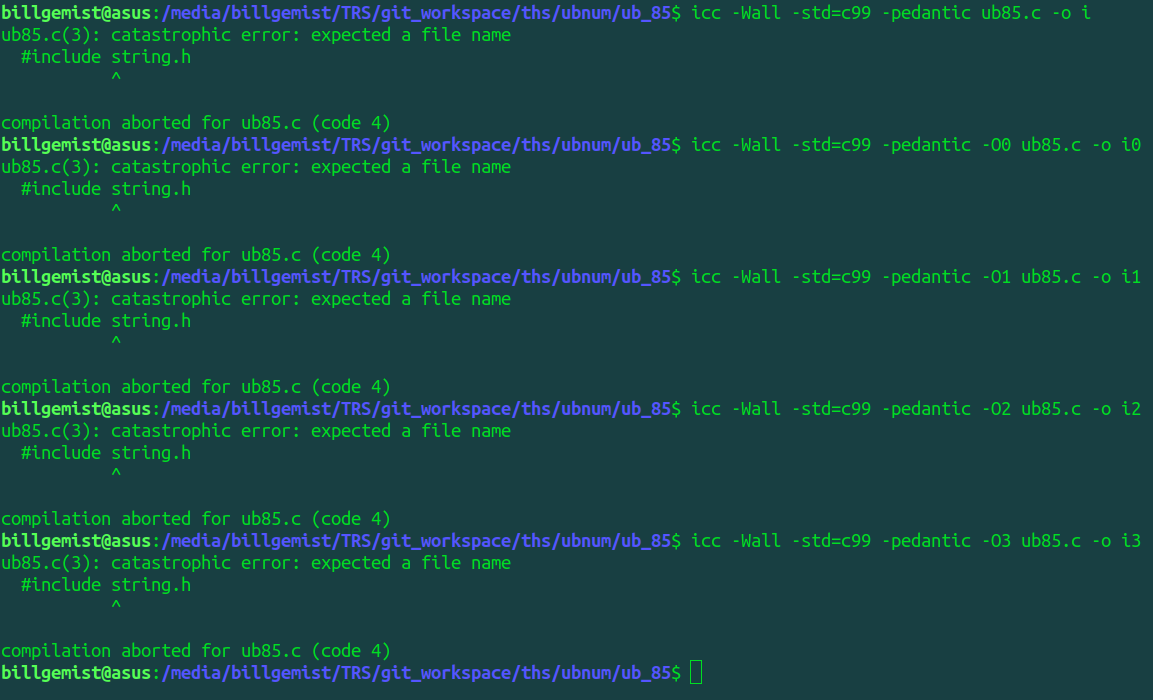 billgemist@asus:/media/billgemist/TRS/git_workspace/ths/ubnum/ub_85$ icc -Wall -std=c99 -pedantic ub85.c -o i
ub85.c(3): catastrophic error: expected a file name
  #include string.h
           ^
compilation aborted for ub85.c (code 4)
billgemist@asus:/media/billgemist/TRS/git_workspace/ths/ubnum/ub_85$ icc -Wall -std=c99 -pedantic -O0 ub85.c -o i0
ub85.c(3): catastrophic error: expected a file name
  #include string.h
           ^
compilation aborted for ub85.c (code 4)
billgemist@asus:/media/billgemist/TRS/git_workspace/ths/ubnum/ub_85$ icc -Wall -std=c99 -pedantic -O1 ub85.c -o i1
ub85.c(3): catastrophic error: expected a file name
  #include string.h
           ^
compilation aborted for ub85.c (code 4)
billgemist@asus:/media/billgemist/TRS/git_workspace/ths/ubnum/ub_85$ icc -Wall -std=c99 -pedantic -O2 ub85.c -o i2
ub85.c(3): catastrophic error: expected a file name
  #include string.h
           ^
compilation aborted for ub85.c (code 4)
billgemist@asus:/media/billgemist/TRS/git_workspace/ths/ubnum/ub_85$ icc -Wall -std=c99 -pedantic -O3 ub85.c -o i3
ub85.c(3): catastrophic error: expected a file name
  #include string.h
           ^
compilation aborted for ub85.c (code 4)
billgemist@asus:/media/billgemist/TRS/git_workspace/ths/ubnum/ub_85$